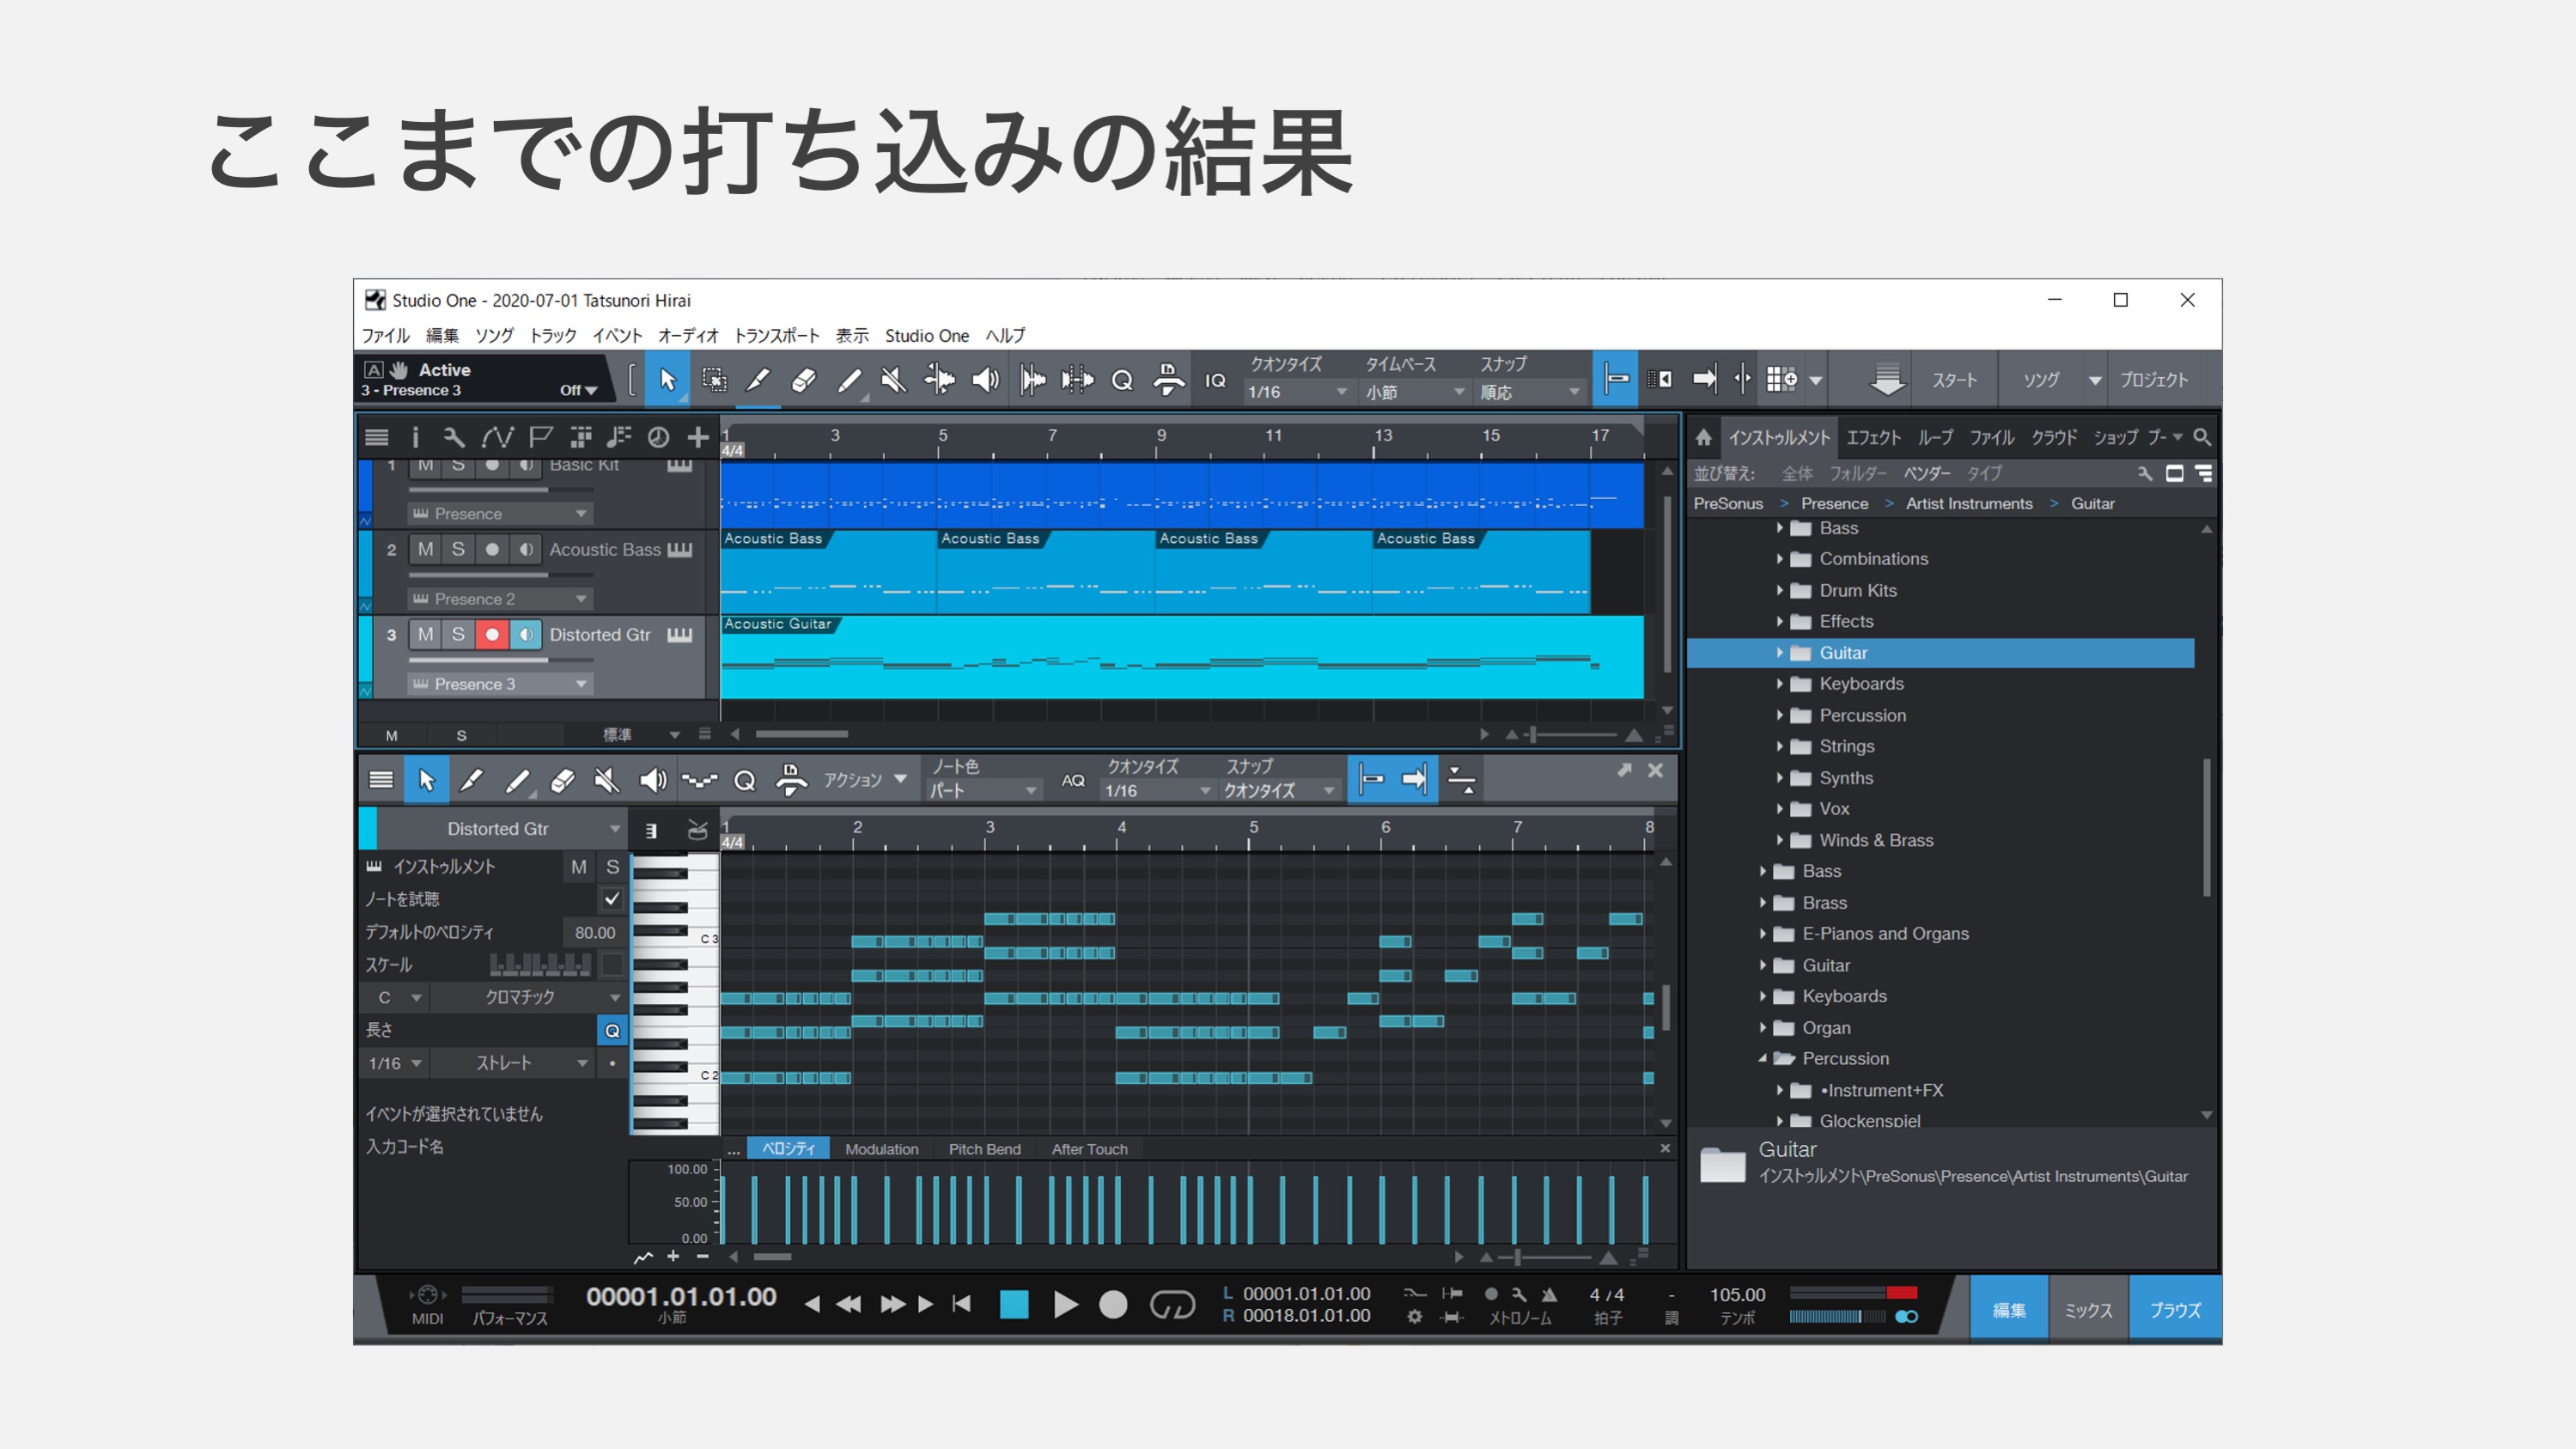 ここまでの打ち込みの結果
Studio One - 2020-07-01 Tatsunori Hirai
ファイル 編集 ソング トラック イベント オーディオ トランスポート 表示 Studio One ヘルプ
A Active
3 - Presence 3 Off
IQ
クオンタイズ タイムベース スナップ
1/16 小節 順応
スタート ソング プロジェクト
1 3 5 7 9 11 13 15 17
4/4
1 M S Basic Kit
Presence
2 M S Acoustic Bass
Presence 2
3 M S Distorted Gtr
Presence 3
Acoustic Bass Acoustic Bass Acoustic Bass Acoustic Bass
Acoustic Guitar
M S 標準
インストゥルメント エフェクト ループ ファイル クラウド ショップ プー
並び替え: 全体 フォルダー ベンダー タイプ
PreSonus > Presence > Artist Instruments > Guitar
Bass
Combinations
Drum Kits
Effects
Guitar
Keyboards
Percussion
Strings
Synths
Vox
Winds & Brass
Bass
Brass
E-Pianos and Organs
Guitar
Keyboards
Organ
Percussion
•Instrument+FX
Glockenspiel
Guitar
インストゥルメント\PreSonus\Presence\Artist Instruments\Guitar
アクション
ノート色
パート
AQ
クオンタイズ スナップ
1/16 クオンタイズ
Distorted Gtr
1 2 3 4 5 6 7 8
4/4
インストゥルメント M S
ノートを試聴
デフォルトのベロシティ 80.00
スケール
C クロマチック
長さ Q
1/16 ストレート
イベントが選択されていません
入力コード名
C 3
C 2
... ベロシティ Modulation Pitch Bend After Touch
100.00
50.00
0.00
MIDI パフォーマンス
00001.01.01.00
小節
L 00001.01.01.00
R 00018.01.01.00
メトロノーム
4 / 4
拍子
-
調
105.00
テンポ
編集 ミックス ブラウズ